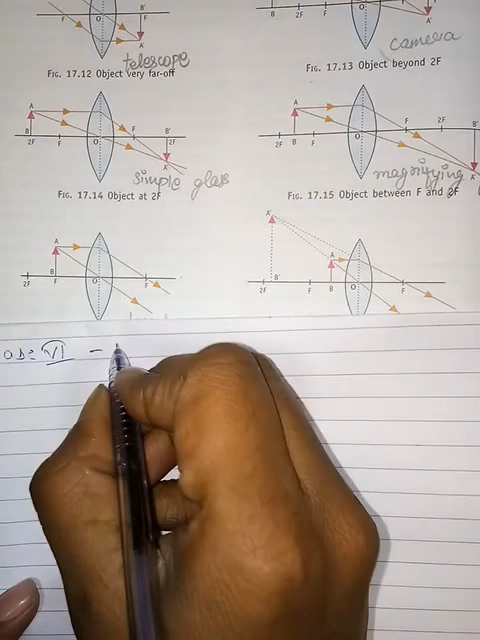 B' F
O
A'
telescope
FIG. 17.12 Object very far-off
B 2F F
A'
camera
FIG. 17.13 Object beyond 2F
A B' 2F
B 2F F O F
A'
simple glass
FIG. 17.14 Object at 2F
A 2F B'
2F B F O F
A'
magnifying
FIG. 17.15 Object between F and 2F
A
2F B F O F
A'
A
2F B' F B O F